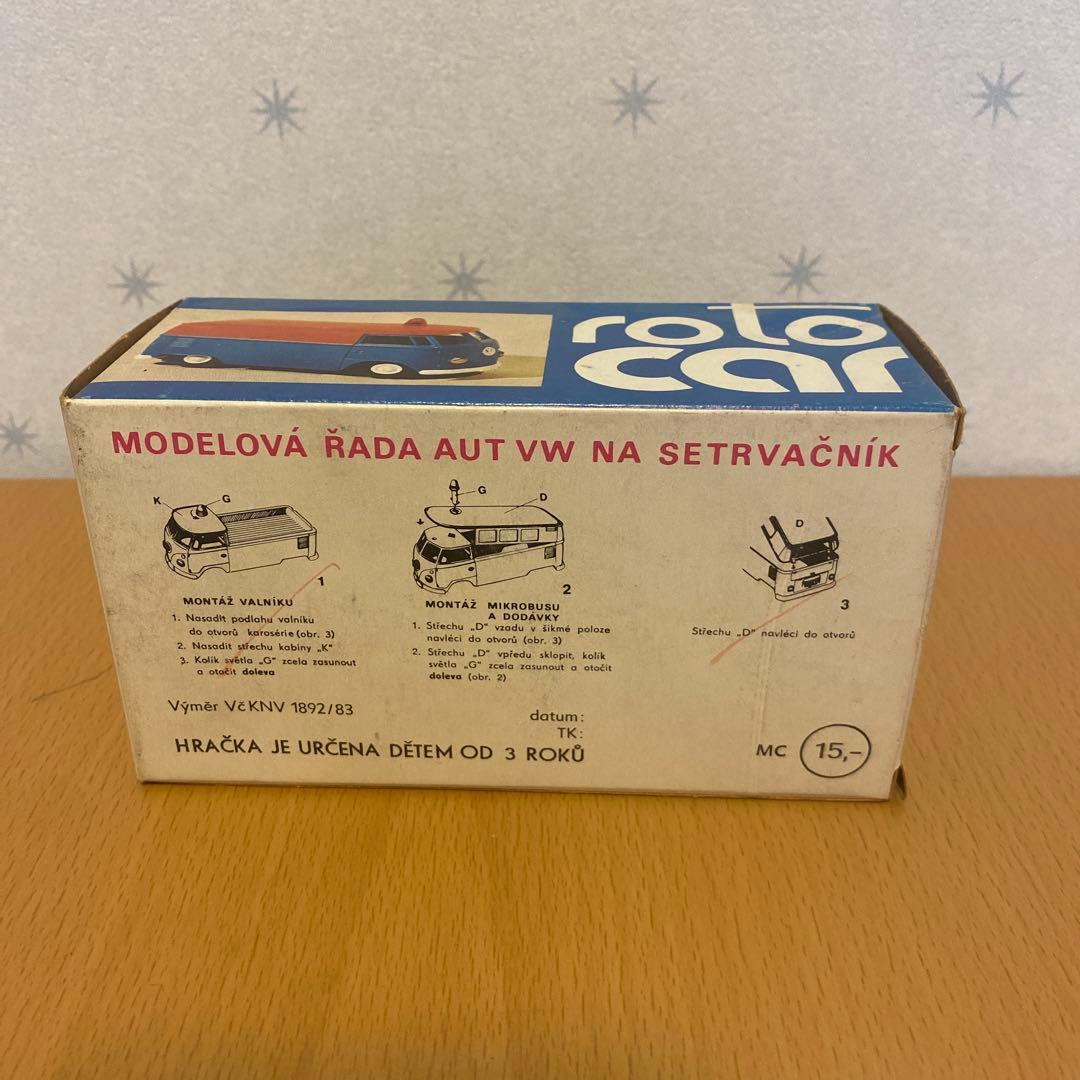 roto
car
MODELOVÁ ŘADA AUT VW NA SETRVAČNÍK
K G
1
MONTÁŽ VALNÍKU
1. Nasadit podlahu valníku
do otvorů karosérie (obr. 3)
2. Nasadit střechu kabiny „K"
3. Kolík světla „G" zcela zasunout
a otočit doleva
G
D
2
MONTÁŽ MIKROBUSU
A DODÁVKY
1. Střechu „D" vzadu v šikmé poloze
navléci do otvorů (obr. 3)
2. Střechu „D" vpředu sklopit, kolík
světla „G" zcela zasunout a otočit
doleva (obr. 2)
D
3
Střechu „D" navléci do otvorů
Výměr VčKNV 1892/83
datum:
TK:
HRAČKA JE URČENA DĚTEM OD 3 ROKŮ
MC 15,-